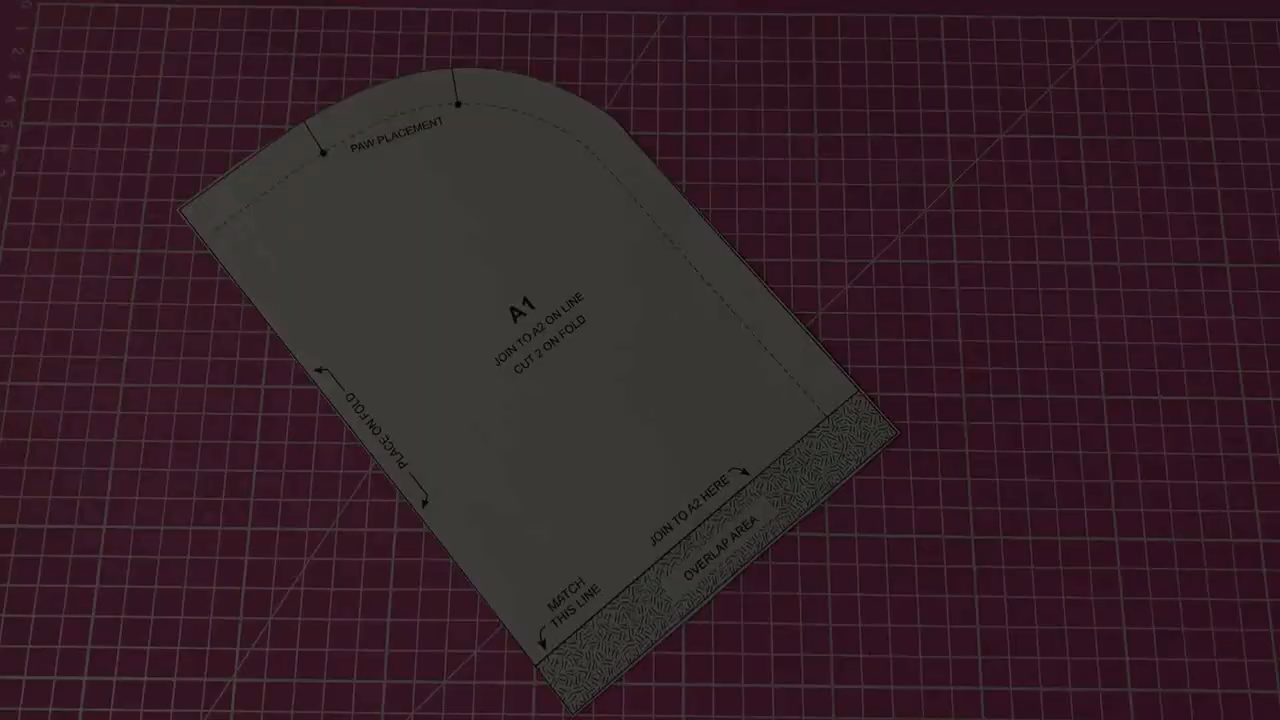 PAW PLACEMENT
A1
JOIN TO A2 ON LINE
CUT 2 ON FOLD
PLACE ON FOLD
JOIN TO A2 HERE
OVERLAP AREA
MATCH
THIS LINE